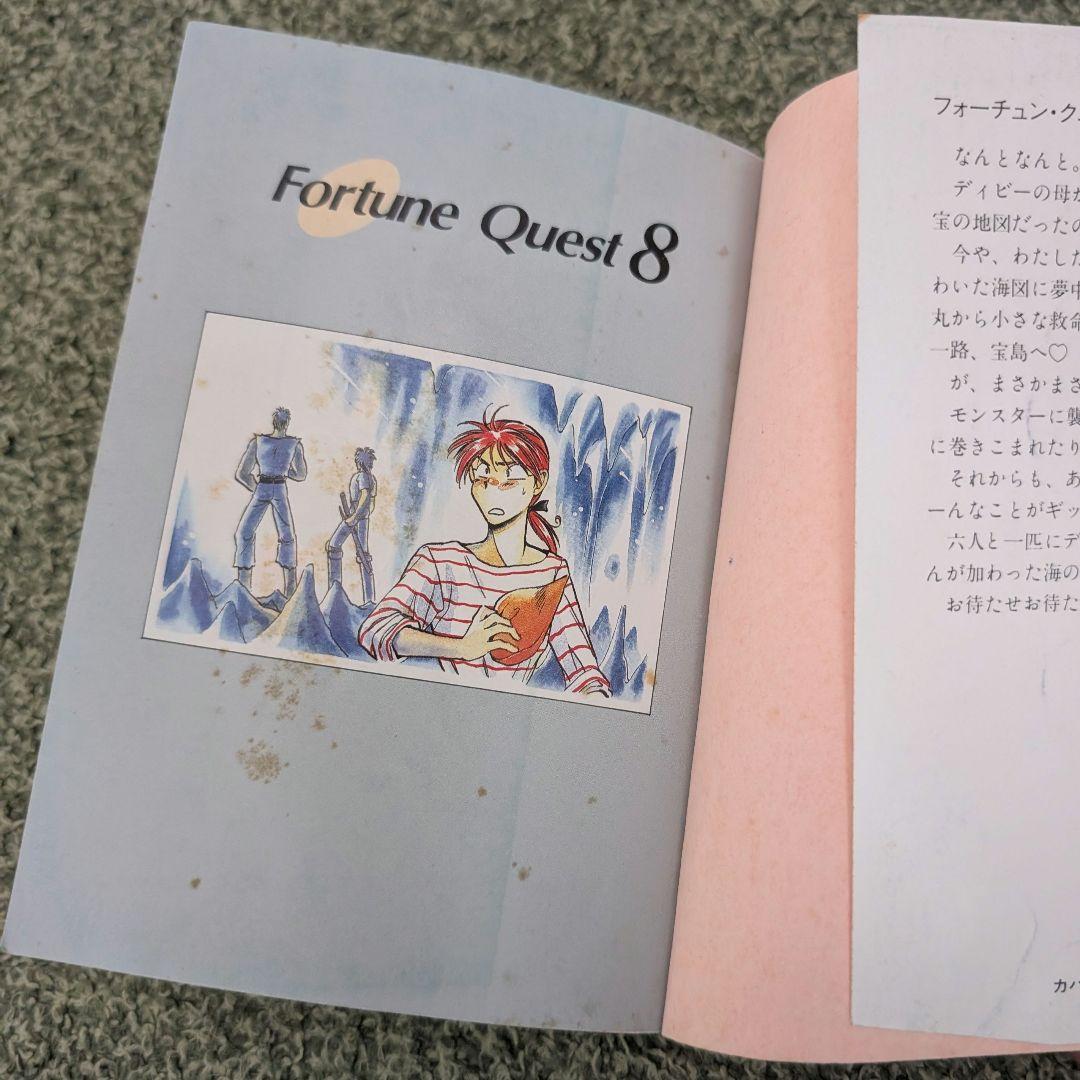 Fortune Quest 8
フォーチュン・ク
なんとなんと。
ディビーの母か
宝の地図だったの
今や、わたした
わいた海図に夢中
丸から小さな救命
一路、宝島へ♡
が、まさかまさ
モンスターに襲
に巻きこまれたり
それからも、あ
ーんなことがギッ
六人と一匹にデ
んが加わった海の
お待たせお待た
カバ